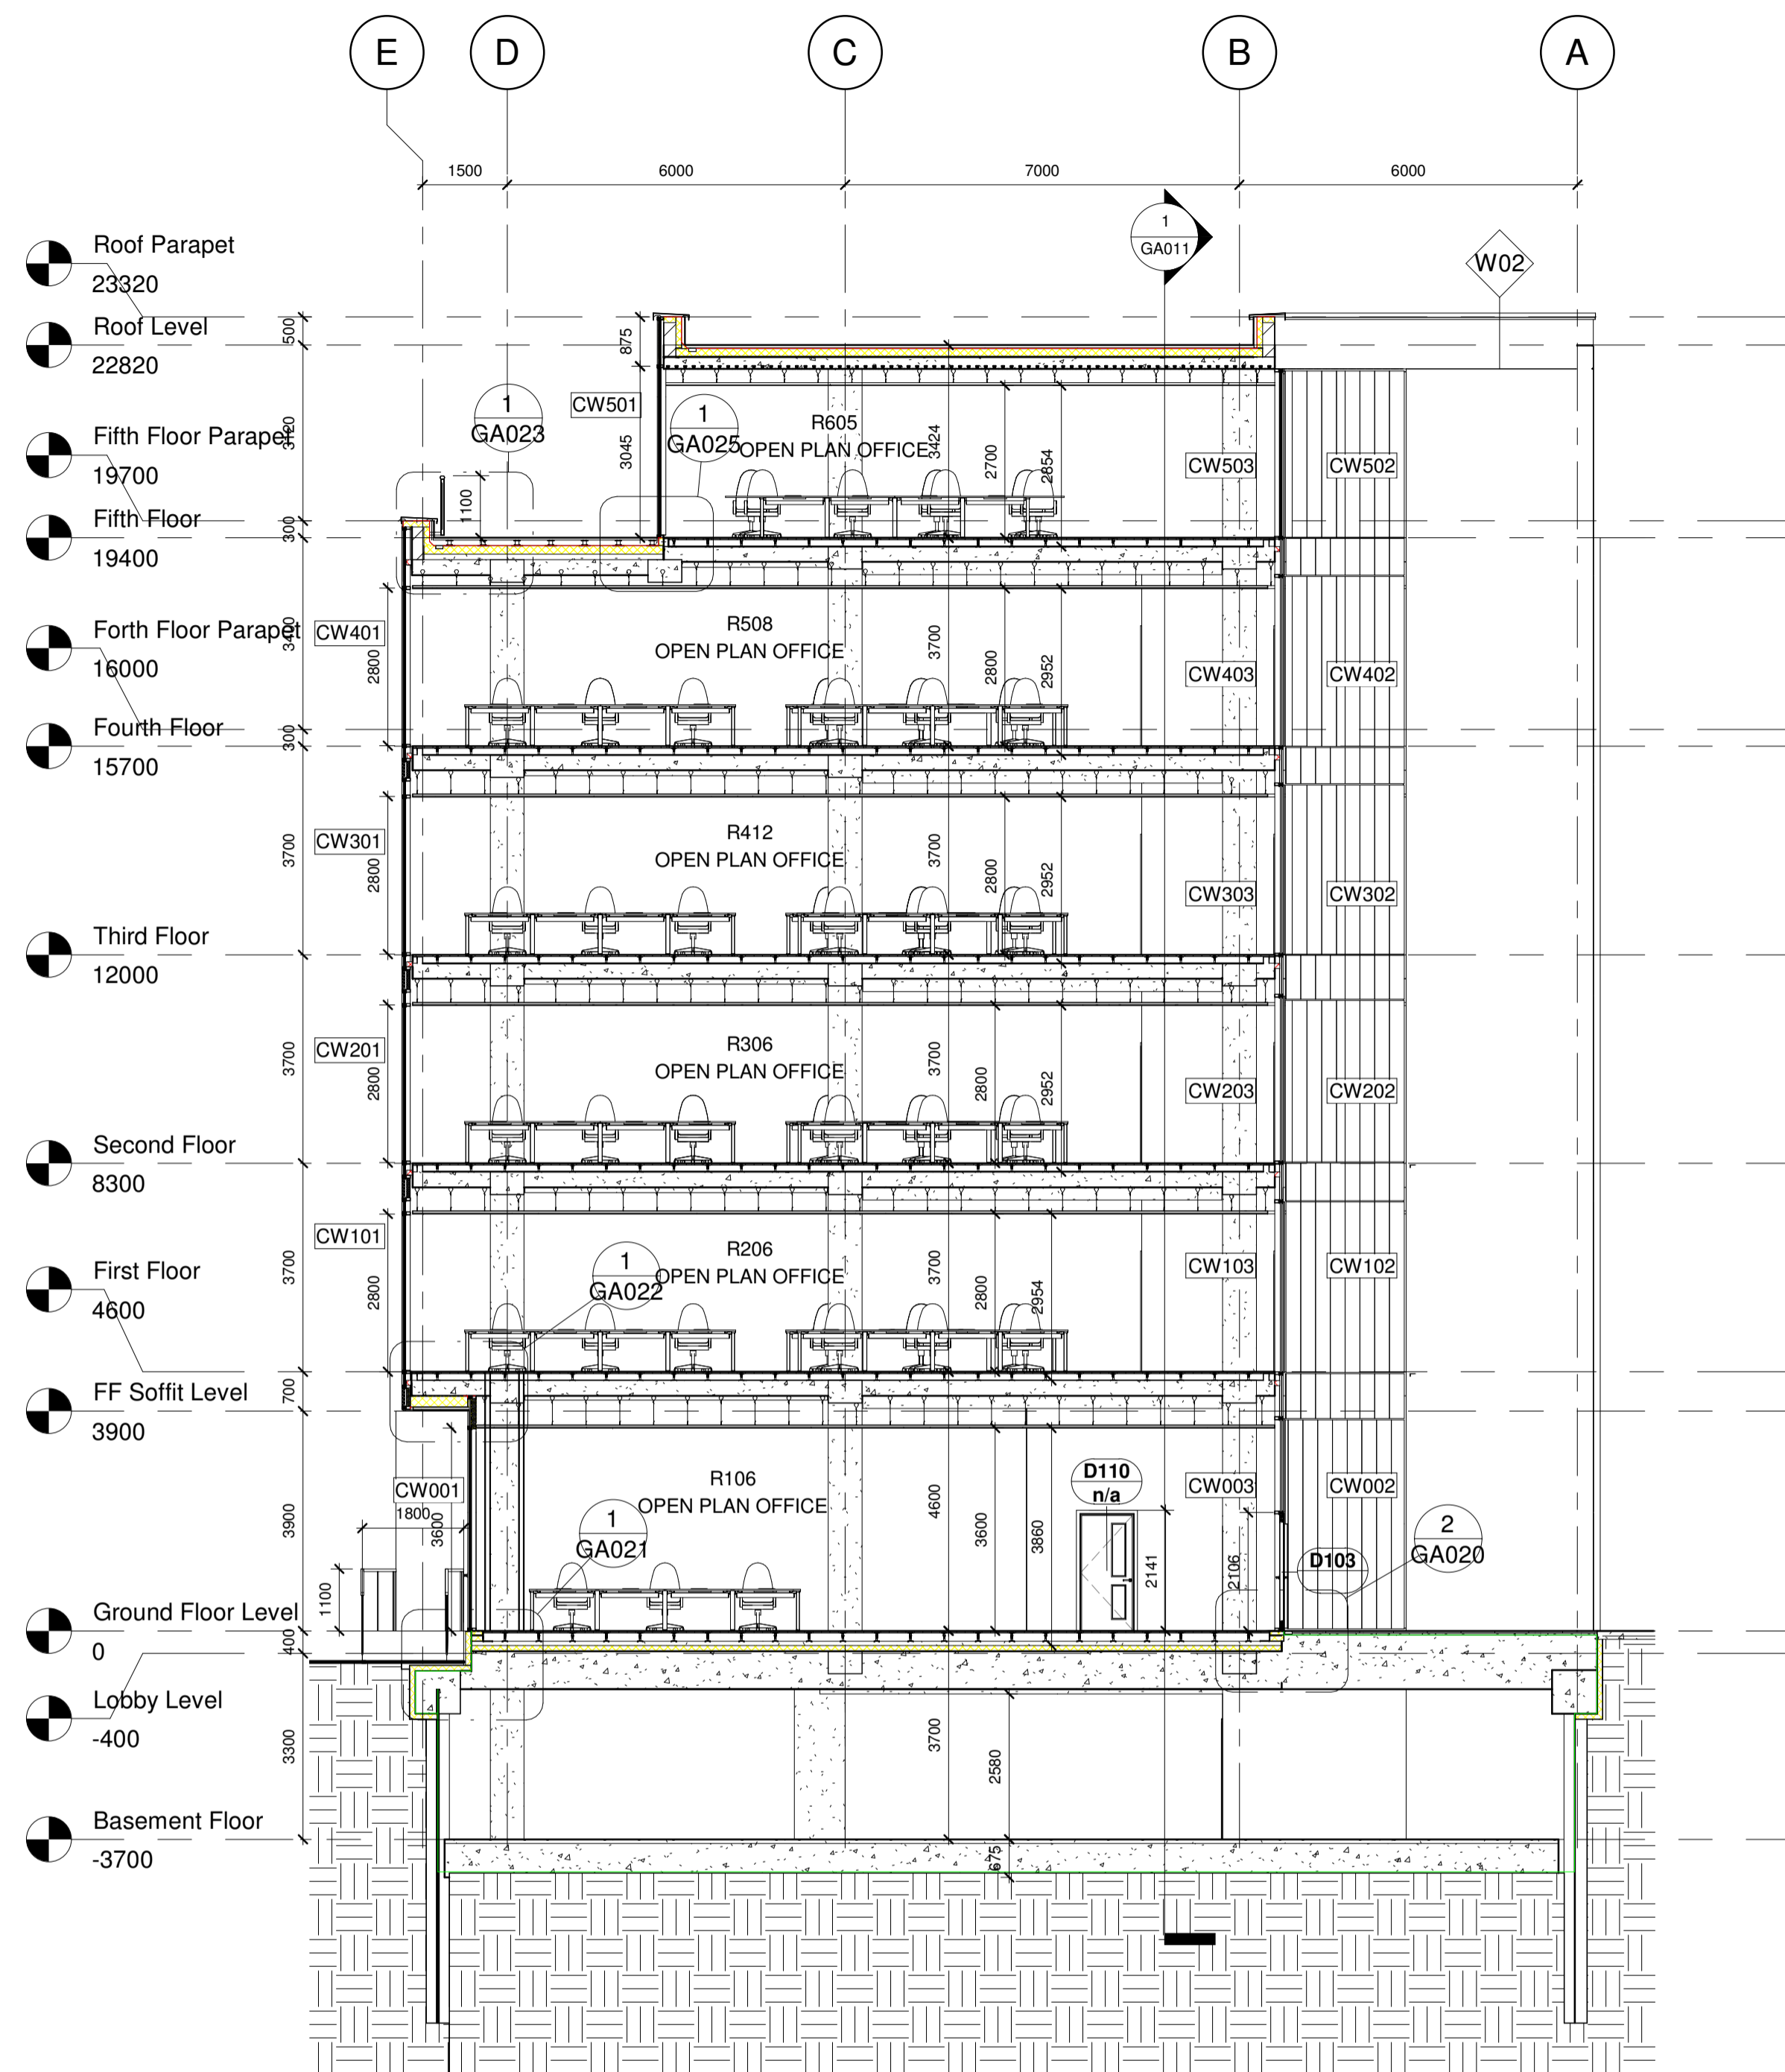 E
D
C
B
A
1500
6000
7000
6000
1
GA011
W02
Roof Parapet
23320
Roof Level
22820
Fifth Floor Parapet
19700
Fifth Floor
19400
Forth Floor Parapet
16000
Fourth Floor
15700
Third Floor
12000
Second Floor
8300
First Floor
4600
FF Soffit Level
3900
Ground Floor Level
0
Lobby Level
-400
Basement Floor
-3700
500
3120
300
3400
300
3700
3700
3700
700
3900
400
3300
875
3045
CW501
1
GA023
1
GA025
1100
R605
OPEN PLAN OFFICE
3424
2700
2854
CW503
CW502
CW401
2800
R508
OPEN PLAN OFFICE
3700
2800
2952
CW403
CW402
CW301
2800
R412
OPEN PLAN OFFICE
3700
2800
2952
CW303
CW302
CW201
2800
R306
OPEN PLAN OFFICE
3700
2800
2952
CW203
CW202
CW101
2800
1
GA022
R206
OPEN PLAN OFFICE
3700
2800
2954
CW103
CW102
CW001
1800
3600
1100
R106
OPEN PLAN OFFICE
1
GA021
4600
3600
3860
D110
n/a
2141
2106
CW003
CW002
D103
2
GA020
3700
2580
675